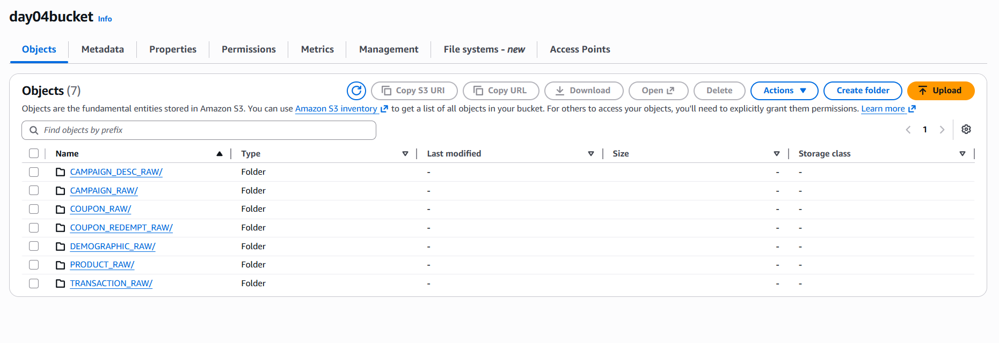 day04bucket Info
Objects Metadata Properties Permissions Metrics Management File systems - new Access Points
Objects (7) Copy S3 URI Copy URL Download Open Delete Actions Create folder Upload
Objects are the fundamental entities stored in Amazon S3. You can use Amazon S3 inventory to get a list of all objects in your bucket. For others to access your objects, you'll need to explicitly grant them permissions. Learn more
Find objects by prefix 1
Name Type Last modified Size Storage class
CAMPAIGN_DESC_RAW/ Folder - - -
CAMPAIGN_RAW/ Folder - - -
COUPON_RAW/ Folder - - -
COUPON_REDEMPT_RAW/ Folder - - -
DEMOGRAPHIC_RAW/ Folder - - -
PRODUCT_RAW/ Folder - - -
TRANSACTION_RAW/ Folder - - -